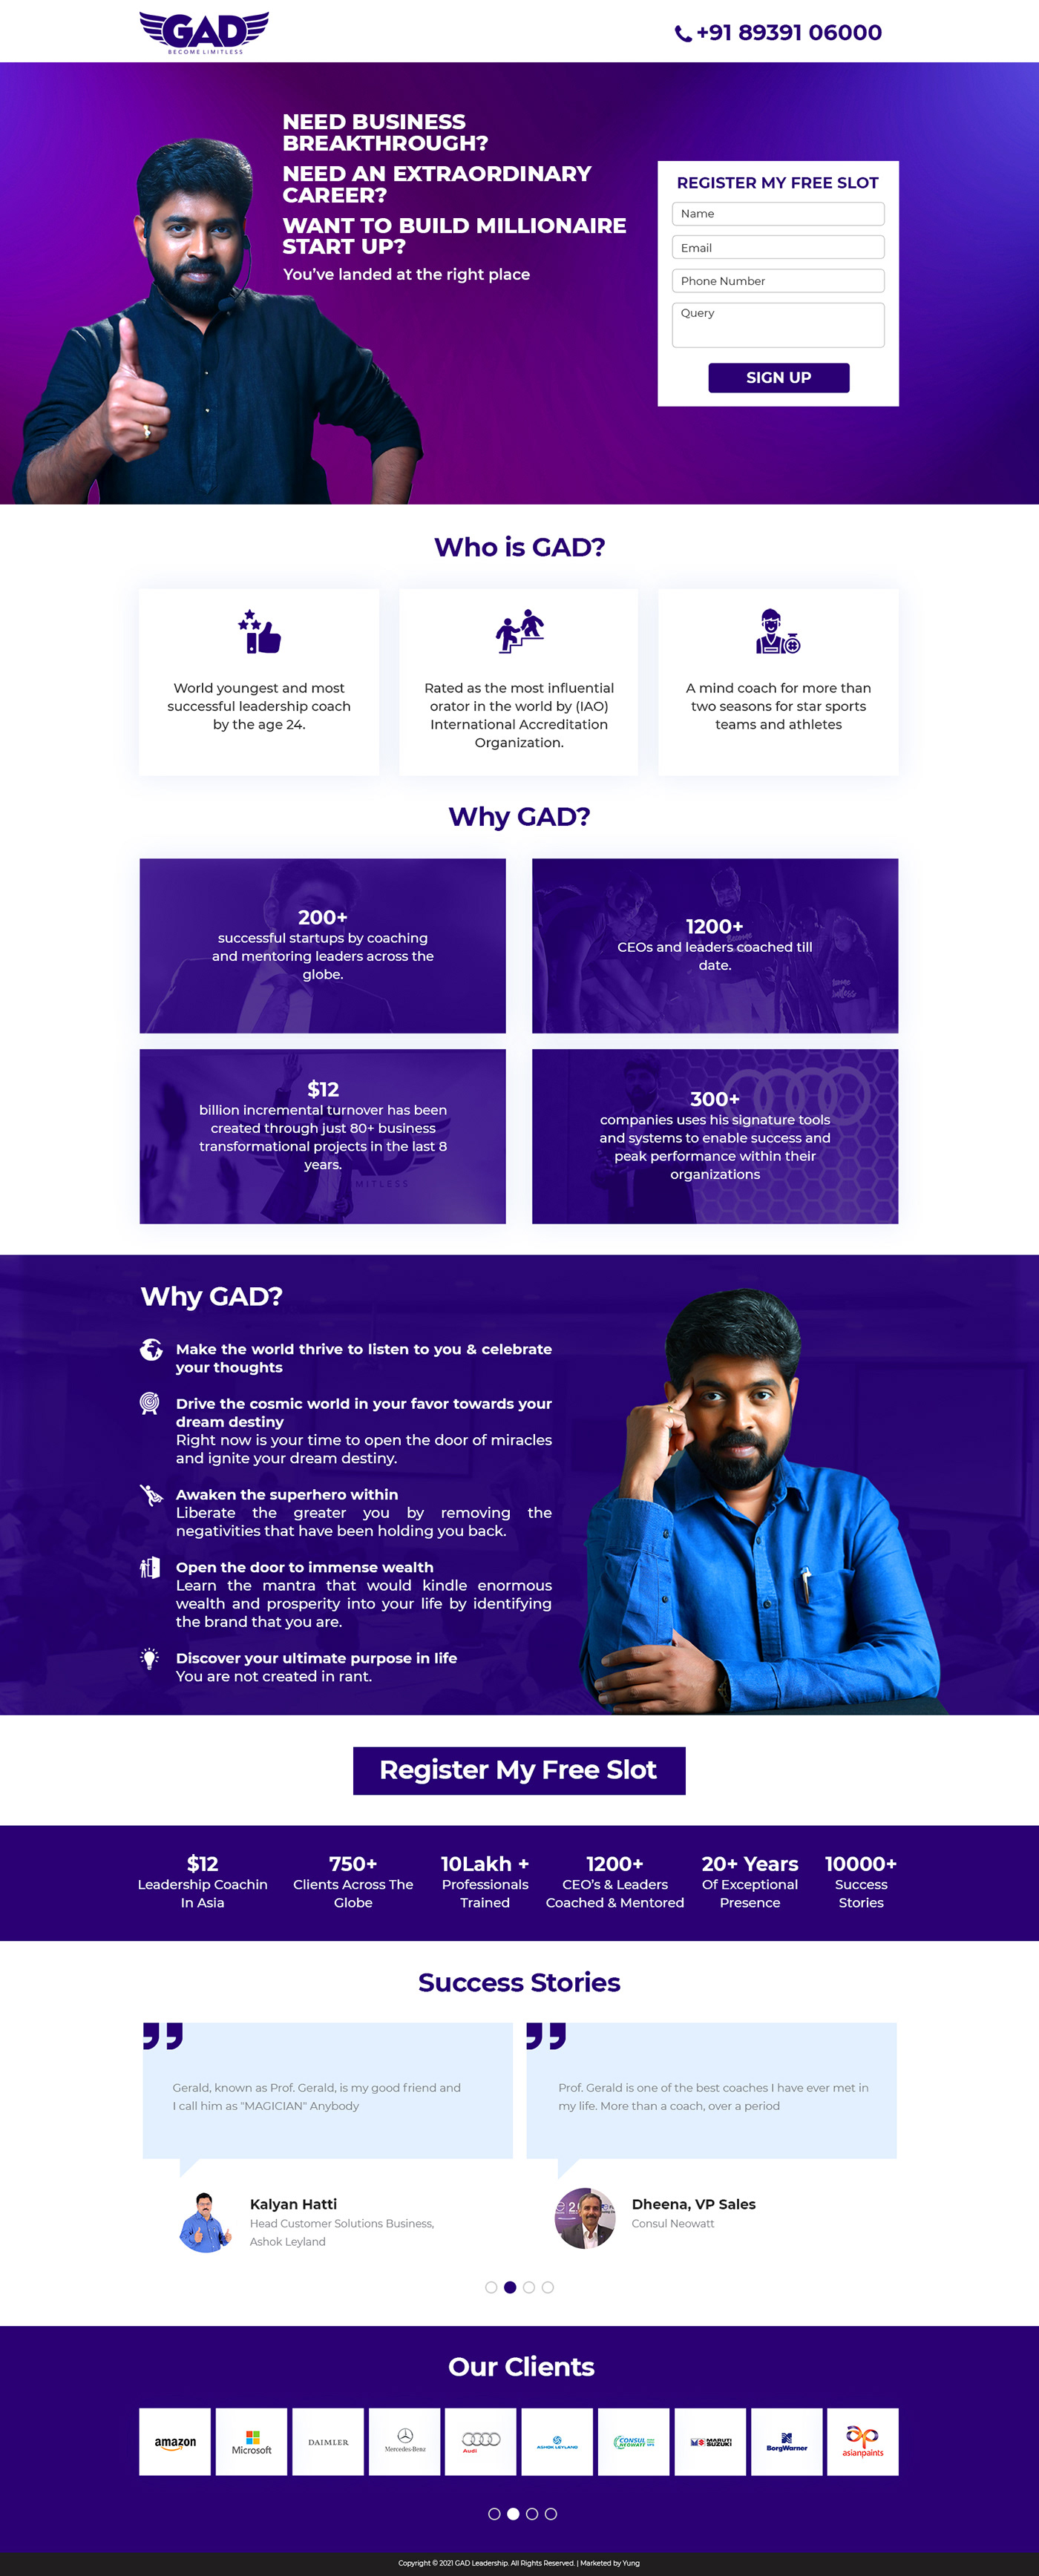 GAD
BECOME LIMITLESS
+91 89391 06000
NEED BUSINESS
BREAKTHROUGH?
NEED AN EXTRAORDINARY
CAREER?
WANT TO BUILD MILLIONAIRE
START UP?
You've landed at the right place
REGISTER MY FREE SLOT
Name
Email
Phone Number
Query
SIGN UP
Who is GAD?
World youngest and most
successful leadership coach
by the age 24.
Rated as the most influential
orator in the world by (IAO)
International Accreditation
Organization.
A mind coach for more than
two seasons for star sports
teams and athletes
Why GAD?
200+
successful startups by coaching
and mentoring leaders across the
globe.
1200+
CEOs and leaders coached till
date.
$12
billion incremental turnover has been
created through just 80+ business
transformational projects in the last 8
years.
MITLESS
300+
companies uses his signature tools
and systems to enable success and
peak performance within their
organizations
Why GAD?
Make the world thrive to listen to you & celebrate
your thoughts
Drive the cosmic world in your favor towards your
dream destiny
Right now is your time to open the door of miracles
and ignite your dream destiny.
Awaken the superhero within
Liberate the greater you by removing the
negativities that have been holding you back.
Open the door to immense wealth
Learn the mantra that would kindle enormous
wealth and prosperity into your life by identifying
the brand that you are.
Discover your ultimate purpose in life
You are not created in rant.
Register My Free Slot
$12
Leadership Coachin
In Asia
750+
Clients Across The
Globe
10Lakh +
Professionals
Trained
1200+
CEO's & Leaders
Coached & Mentored
20+ Years
Of Exceptional
Presence
10000+
Success
Stories
Success Stories
Gerald, known as Prof. Gerald, is my good friend and
I call him as "MAGICIAN" Anybody
Prof. Gerald is one of the best coaches I have ever met in
my life. More than a coach, over a period
Kalyan Hatti
Head Customer Solutions Business,
Ashok Leyland
Dheena, VP Sales
Consul Neowatt
Our Clients
amazon
Microsoft
DAIMLER
Mercedes-Benz
Audi
ASHOK LEYLAND
CONSUL
NEOWATT
MARUTI
SUZUKI
BorgWarner
asianpaints
Copyright © 2021 GAD Leadership. All Rights Reserved. | Marketed by Yung